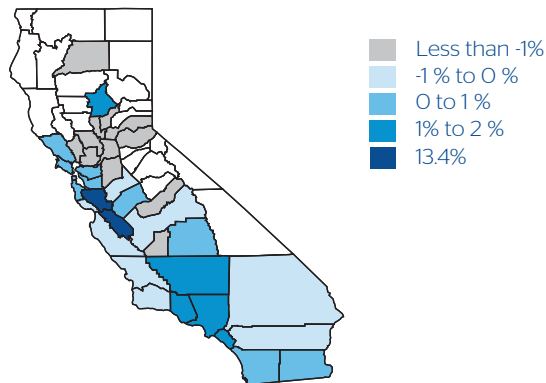 Less than -1%
-1 % to 0 %
0 to 1 %
1% to 2 %
13.4%